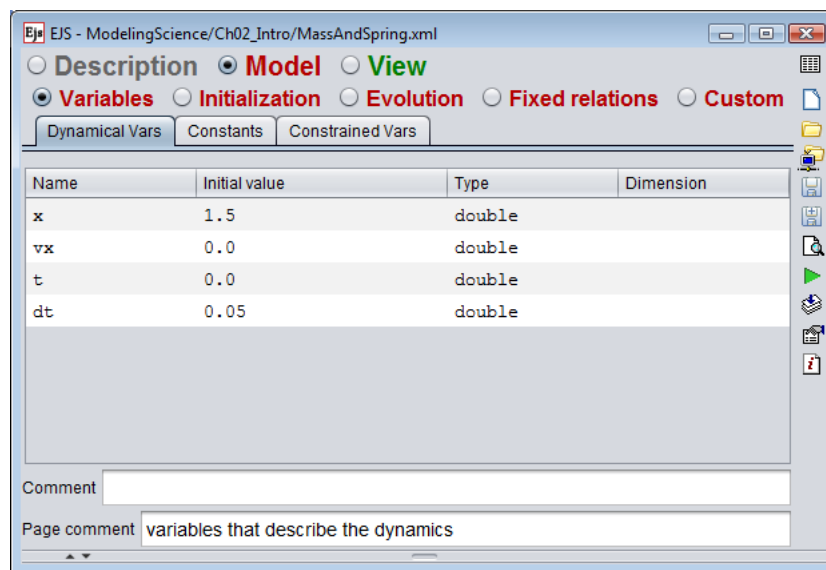 Ejs EJS - ModelingScience/Ch02_Intro/MassAndSpring.xml
Description Model View
Variables Initialization Evolution Fixed relations Custom
Dynamical Vars Constants Constrained Vars
Name Initial value Type Dimension
x 1.5 double
vx 0.0 double
t 0.0 double
dt 0.05 double
Comment
Page comment variables that describe the dynamics